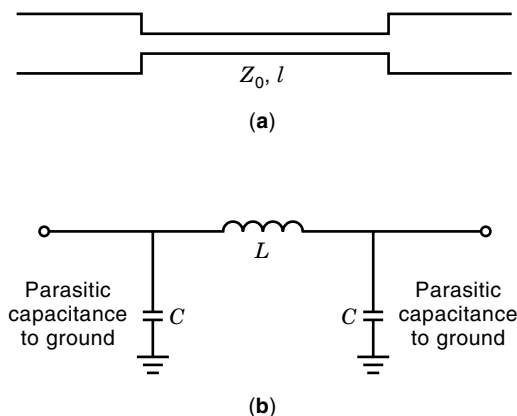 Z0, l
(a)
L
Parasitic
capacitance
to ground
C
C
Parasitic
capacitance
to ground
(b)